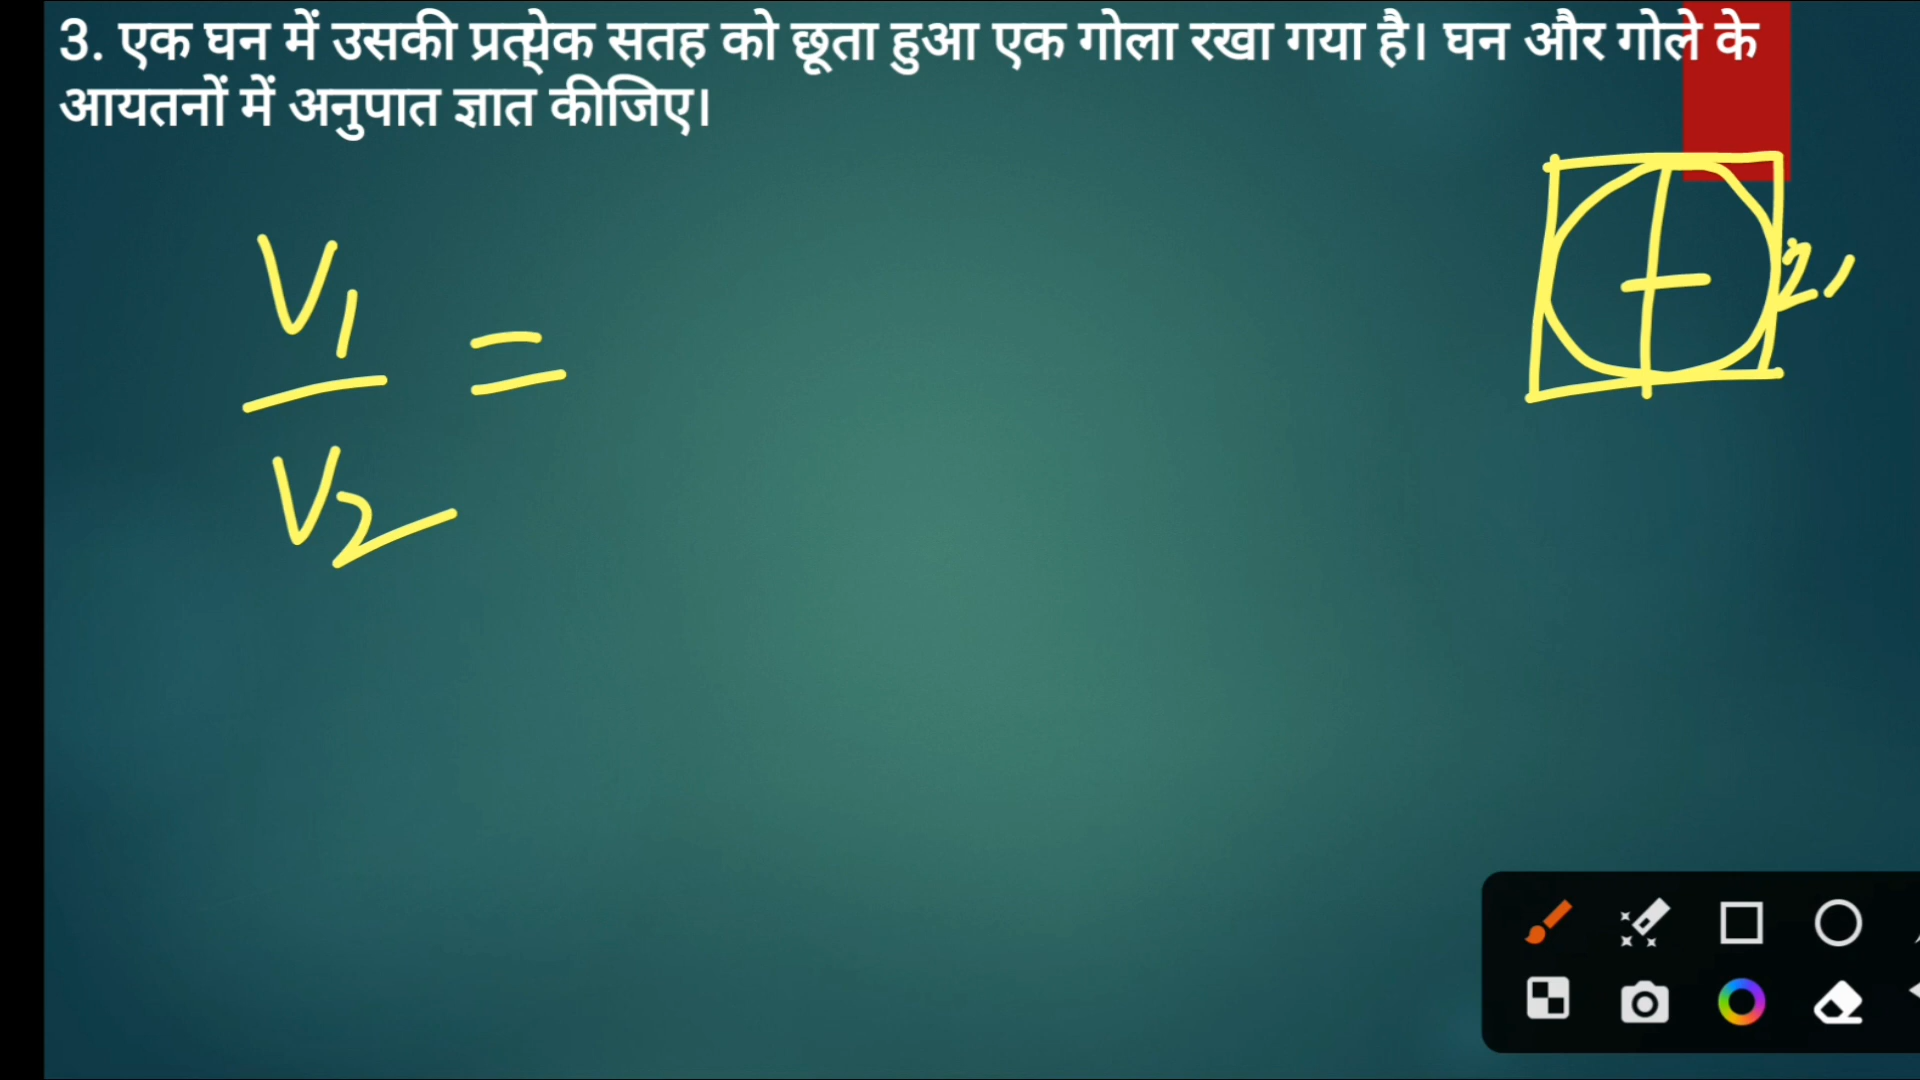 3. एक घन में उसकी प्रत्येक सतह को छूता हुआ एक गोला रखा गया है। घन और गोले के
आयतनों में अनुपात ज्ञात कीजिए।
V1
=
V2